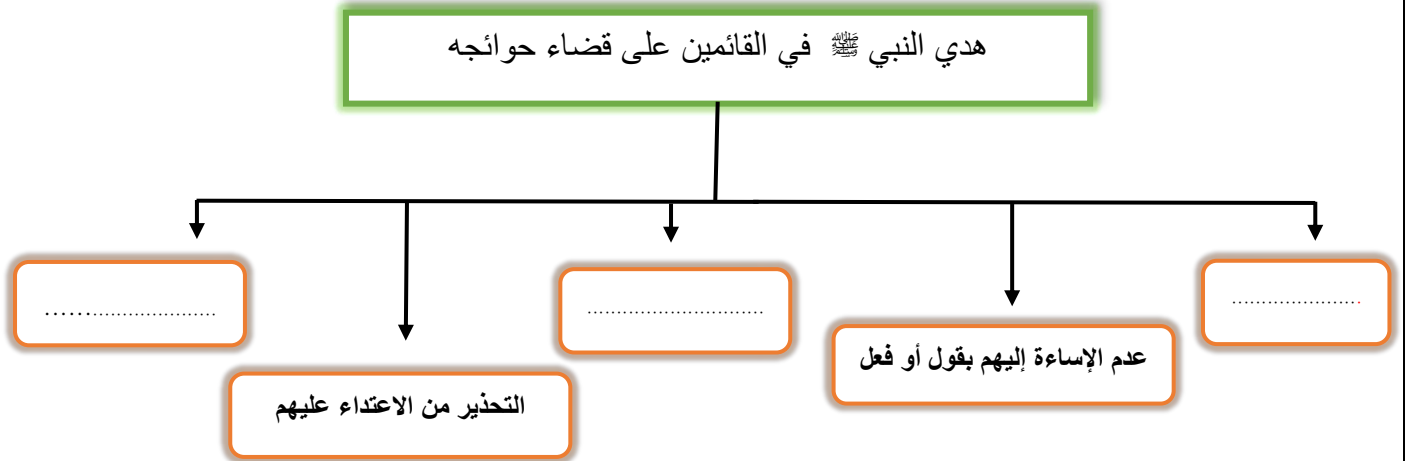 هدي النبي ﷺ في القائمين على قضاء حوائجه
......................
..............................
...........................
عدم الإساءة إليهم بقول أو فعل
التحذير من الاعتداء عليهم